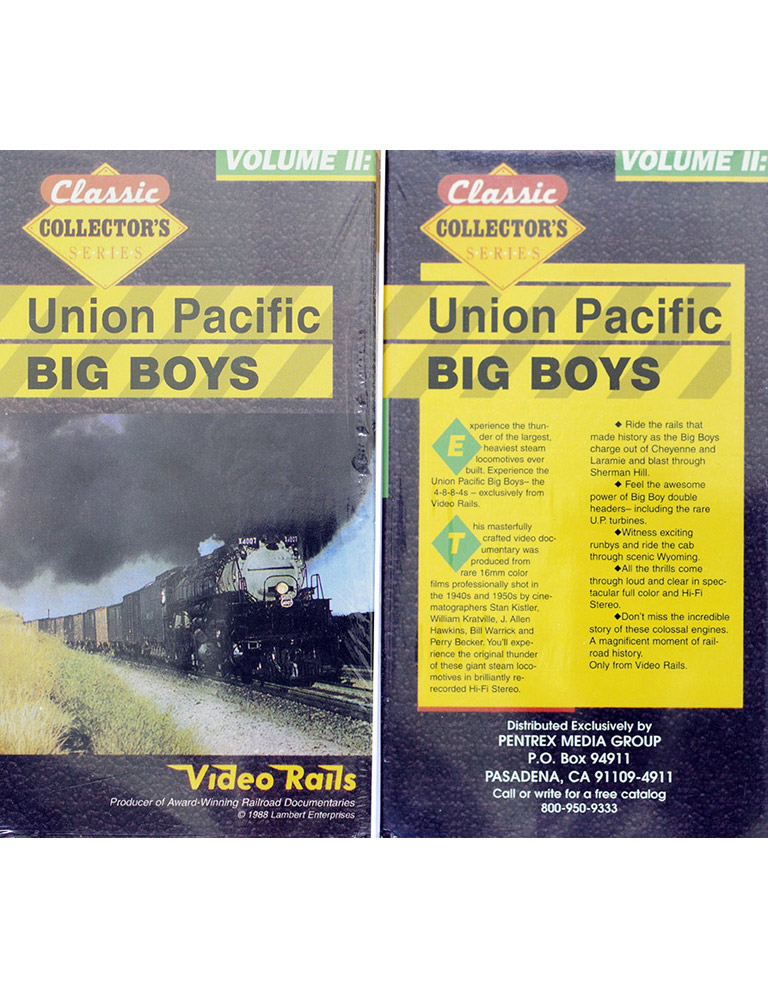 VOLUME II:
Classic
COLLECTOR'S
SERIES
Union Pacific
BIG BOYS
X4007
X4007
Video Rails
Producer of Award-Winning Railroad Documentaries
© 1988 Lambert Enterprises
VOLUME II:
Classic
COLLECTOR'S
SERIES
Union Pacific
BIG BOYS
Experience the thun-
der of the largest,
heaviest steam
locomotives ever
built. Experience the
Union Pacific Big Boys– the
4-8-8-4s – exclusively from
Video Rails.
This masterfully
crafted video doc-
umentary was
produced from
rare 16mm color
films professionally shot in
the 1940s and 1950s by cine-
matographers Stan Kistler,
William Kratville, J. Allen
Hawkins, Bill Warrick and
Perry Becker. You'll expe-
rience the original thunder
of these giant steam loco-
motives in brilliantly re-
recorded Hi-Fi Stereo.
◆ Ride the rails that
made history as the Big Boys
charge out of Cheyenne and
Laramie and blast through
Sherman Hill.
◆ Feel the awesome
power of Big Boy double
headers– including the rare
U.P. turbines.
◆Witness exciting
runbys and ride the cab
through scenic Wyoming.
◆All the thrills come
through loud and clear in spec-
tacular full color and Hi-Fi
Stereo.
◆Don't miss the incredible
story of these colossal engines.
A magnificent moment of rail-
road history.
Only from Video Rails.
Distributed Exclusively by
PENTREX MEDIA GROUP
P.O. Box 94911
PASADENA, CA 91109-4911
Call or write for a free catalog
800-950-9333